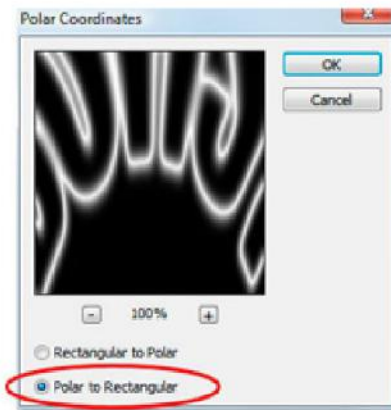 Polar Coordinates
OK
Cancel
- 100% +
Rectangular to Polar
Polar to Rectangular